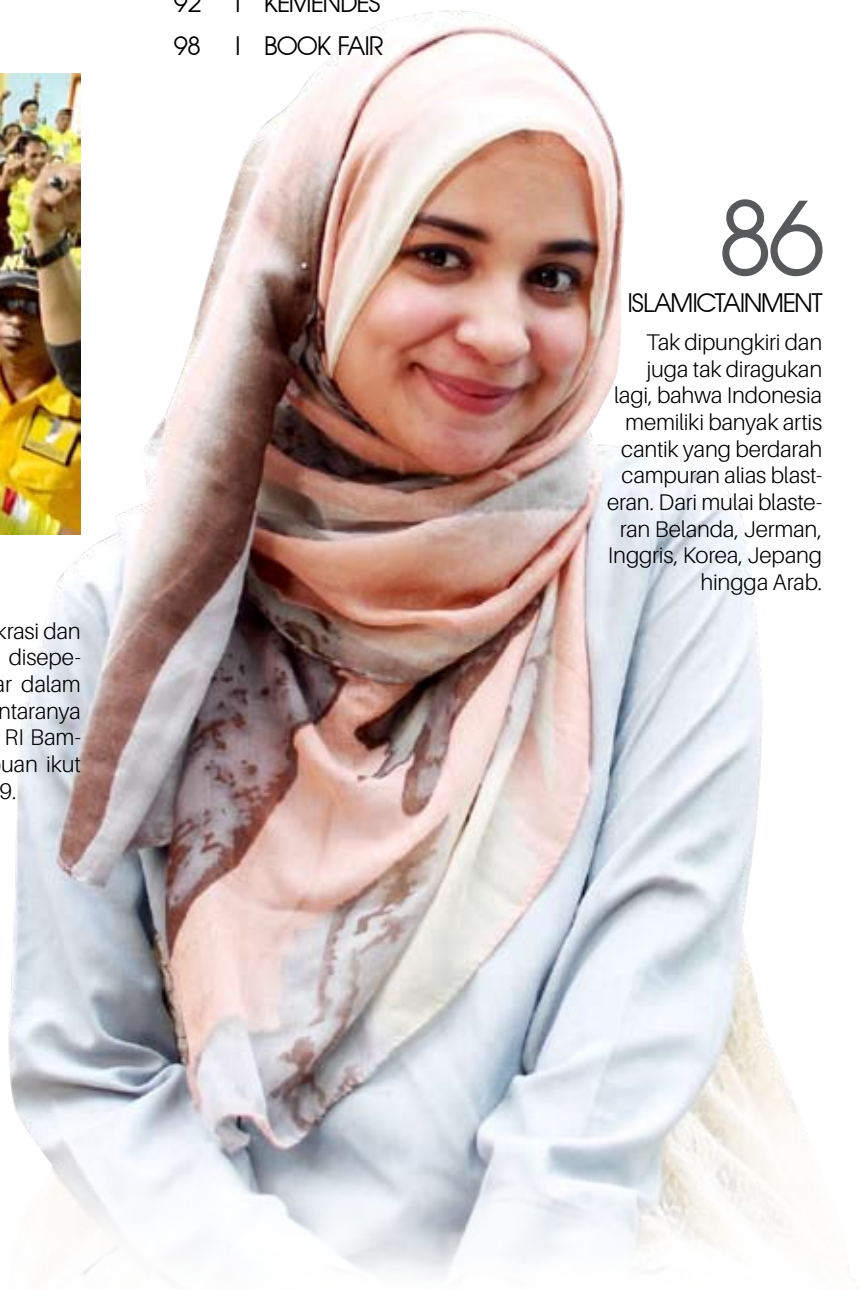 92 | KEMENDES
98 | BOOK FAIR
86
ISLAMICTAINMENT
Tak dipungkiri dan
juga tak diragukan
lagi, bahwa Indonesia
memiliki banyak artis
cantik yang berdarah
campuran alias blast-
eran. Dari mulai blaste-
ran Belanda, Jerman,
Inggris, Korea, Jepang
hingga Arab.
krasi dan
disepe-
ar dalam
ntaranya
RI Bam-
uan ikut
9.